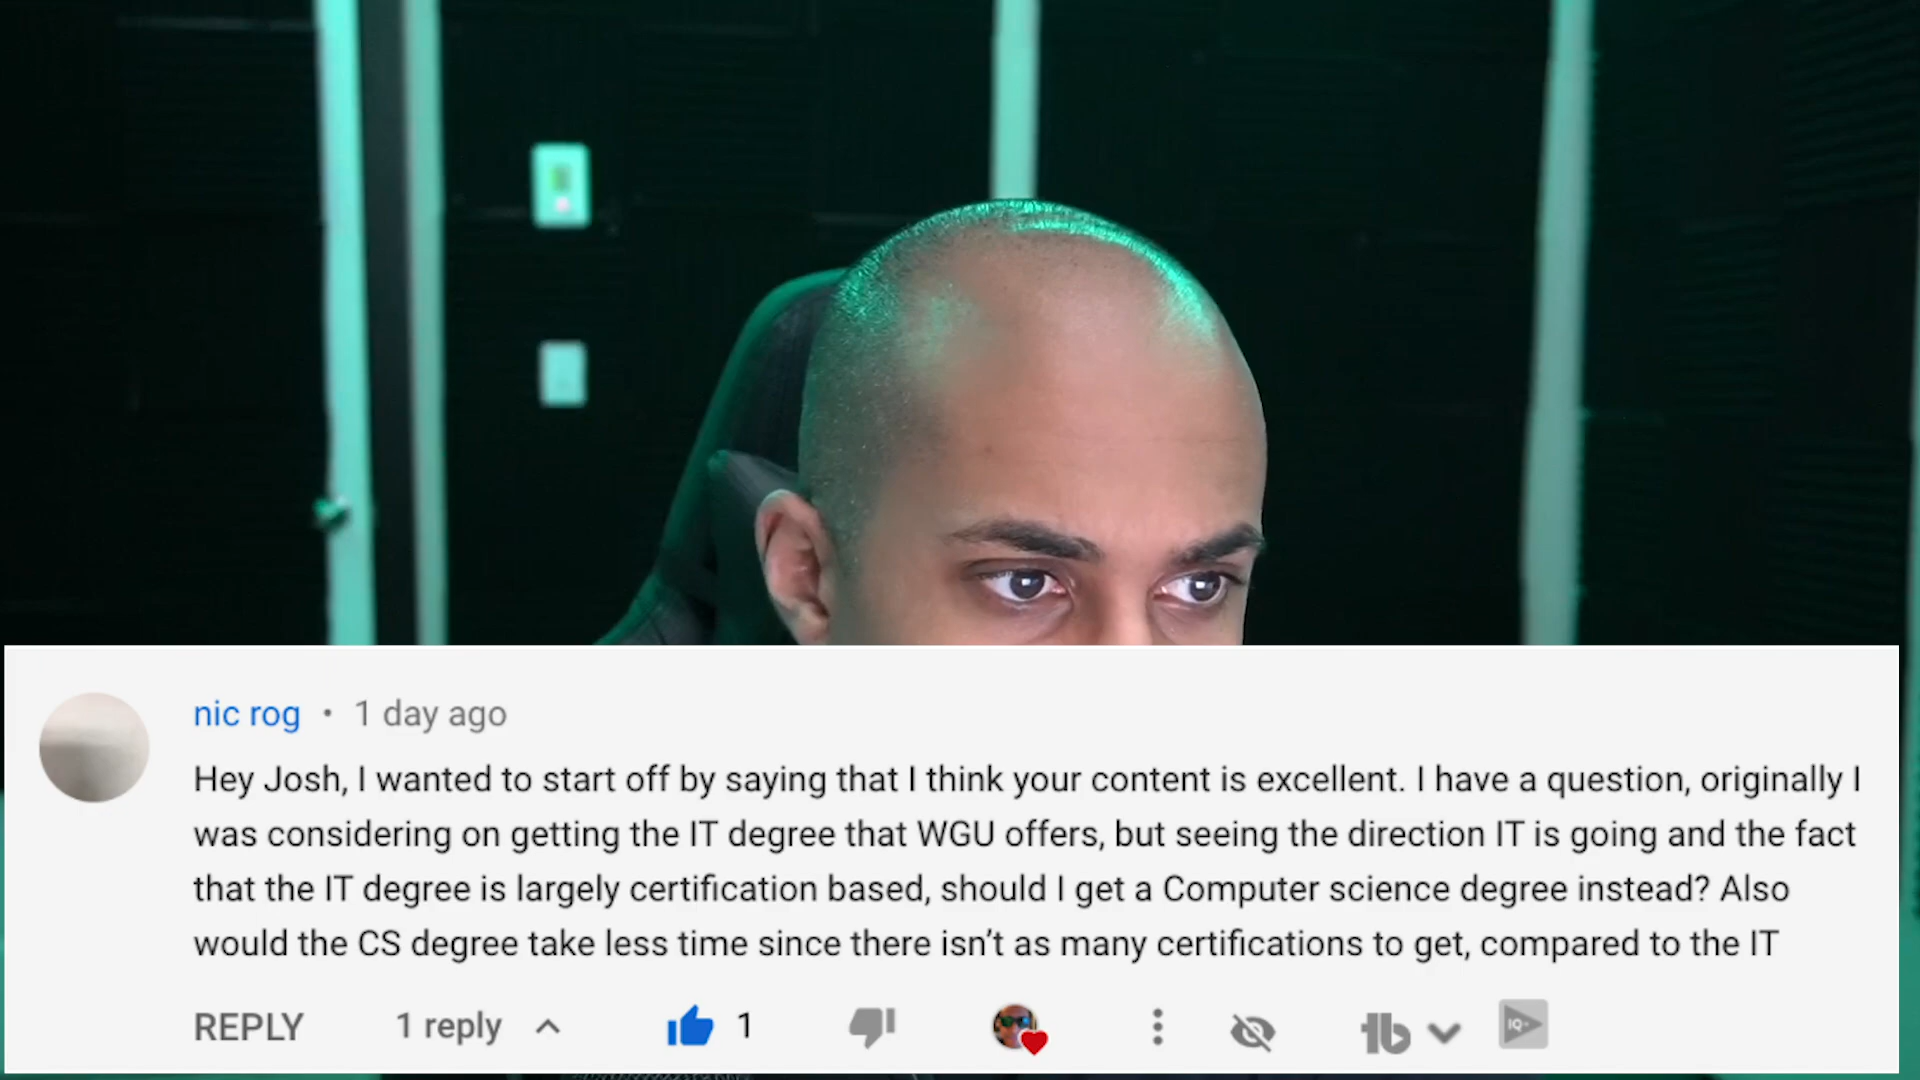 nic rog • 1 day ago
Hey Josh, I wanted to start off by saying that I think your content is excellent. I have a question, originally I
was considering on getting the IT degree that WGU offers, but seeing the direction IT is going and the fact
that the IT degree is largely certification based, should I get a Computer science degree instead? Also
would the CS degree take less time since there isn't as many certifications to get, compared to the IT
REPLY 1 reply 1 tb IQ+